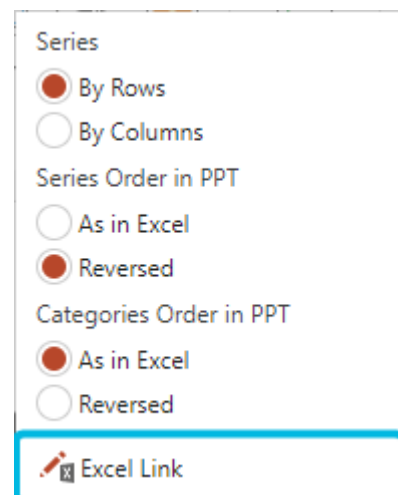 Series
By Rows
By Columns
Series Order in PPT
As in Excel
Reversed
Categories Order in PPT
As in Excel
Reversed
Excel Link